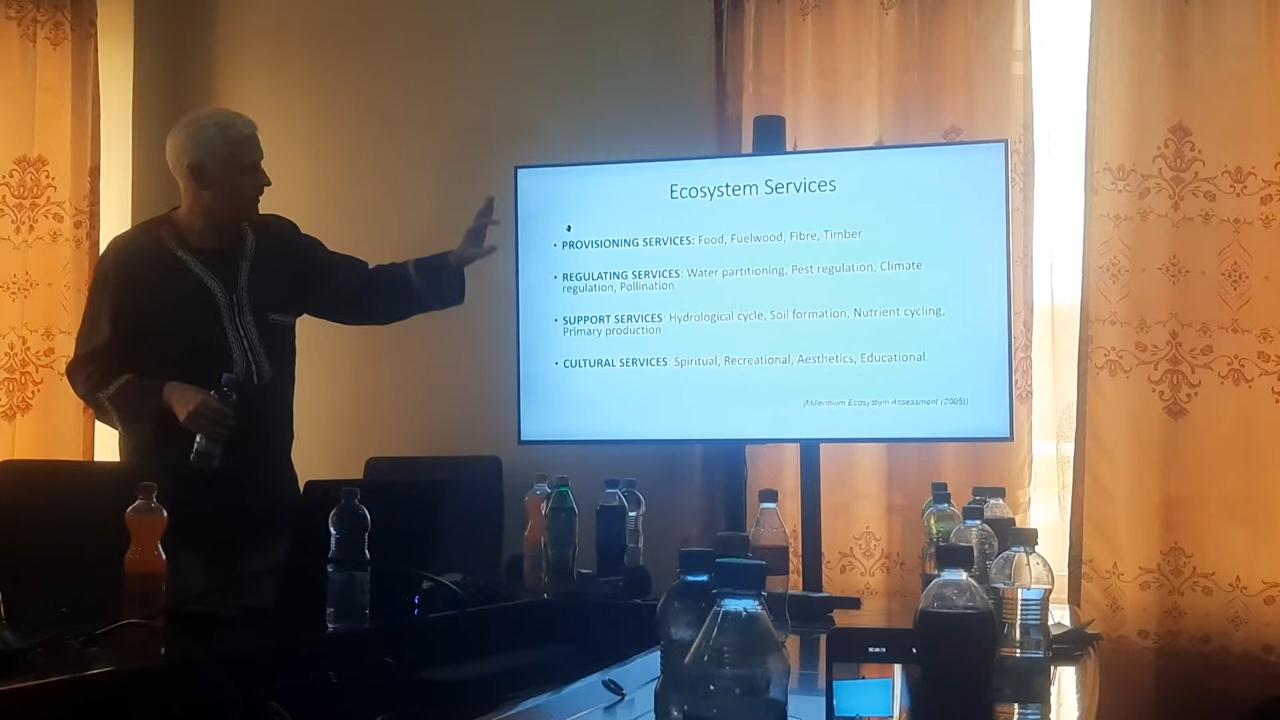 Ecosystem Services
• PROVISIONING SERVICES: Food, Fuelwood, Fibre, Timber
• REGULATING SERVICES: Water partitioning, Pest regulation, Climate
regulation, Pollination
• SUPPORT SERVICES: Hydrological cycle, Soil formation, Nutrient cycling,
Primary production
• CULTURAL SERVICES: Spiritual, Recreational, Aesthetics, Educational
(Millennium Ecosystem Assessment (2005))